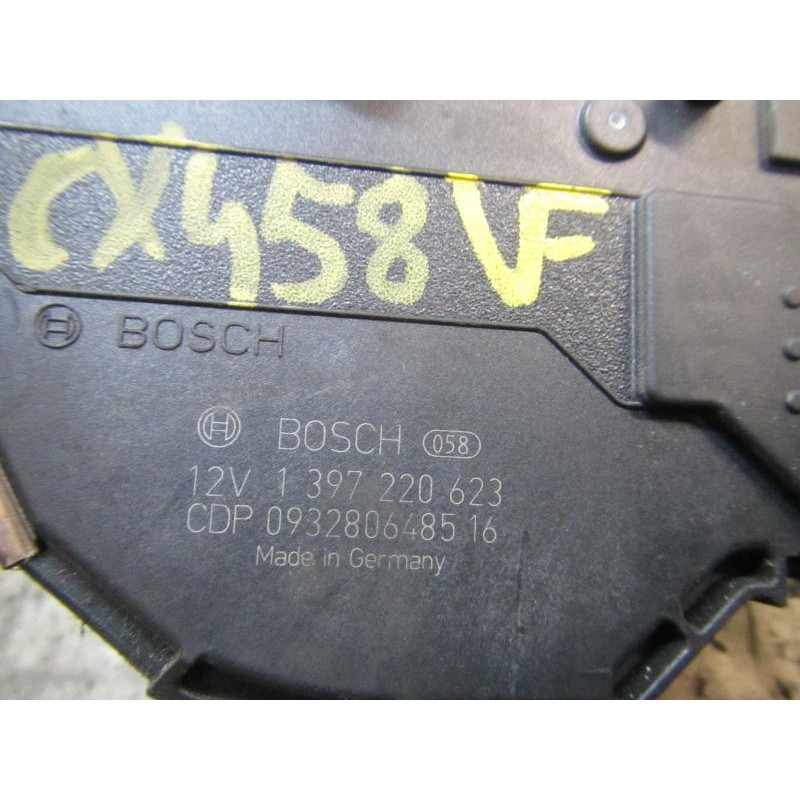 CX458VF
BOSCH
BOSCH 058
12V 1 397 220 623
CDP 0932806485 16
Made in Germany